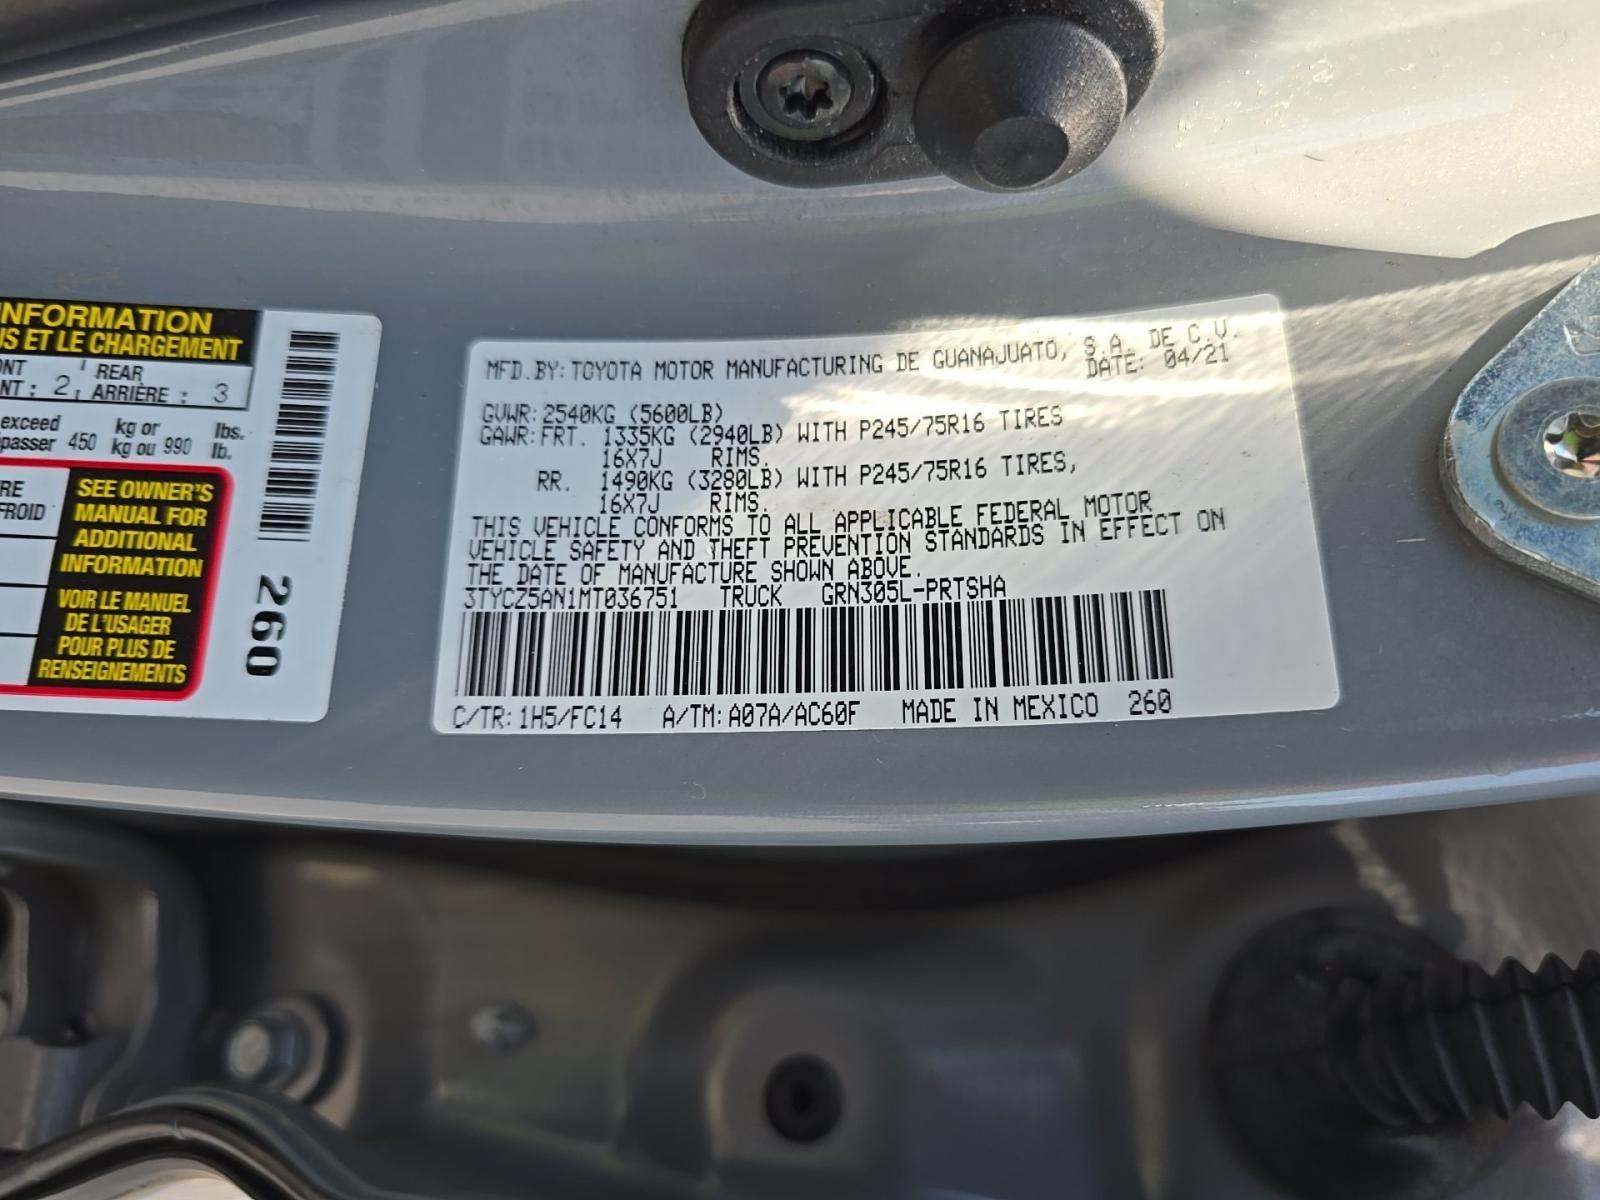 INFORMATION
US ET LE CHARGEMENT
REAR
2, ARRIÈRE : 3
exceed kg or lbs.
450 kg ou 990 lb.
SEE OWNER'S
MANUAL FOR
ADDITIONAL
INFORMATION
VOIR LE MANUEL
DE L'USAGER
POUR PLUS DE
RENSEIGNEMENTS
FROID
260
MFD.BY: TOYOTA MOTOR MANUFACTURING DE GUANAJUATO, S.A. DE C.V.
DATE: 04/21
GVWR: 2540KG (5600LB)
GAWR: FRT. 1335KG (2940LB) WITH P245/75R16 TIRES
16X7J RIMS,
RR. 1490KG (3280LB) WITH P245/75R16 TIRES,
16X7J RIMS.
THIS VEHICLE CONFORMS TO ALL APPLICABLE FEDERAL MOTOR
VEHICLE SAFETY AND THEFT PREVENTION STANDARDS IN EFFECT ON
THE DATE OF MANUFACTURE SHOWN ABOVE.
3TYCZ5AN1MT036751 TRUCK GRN305L-PRTSHA
C/TR: 1H5/FC14 A/TM: A07A/AC60F MADE IN MEXICO 260